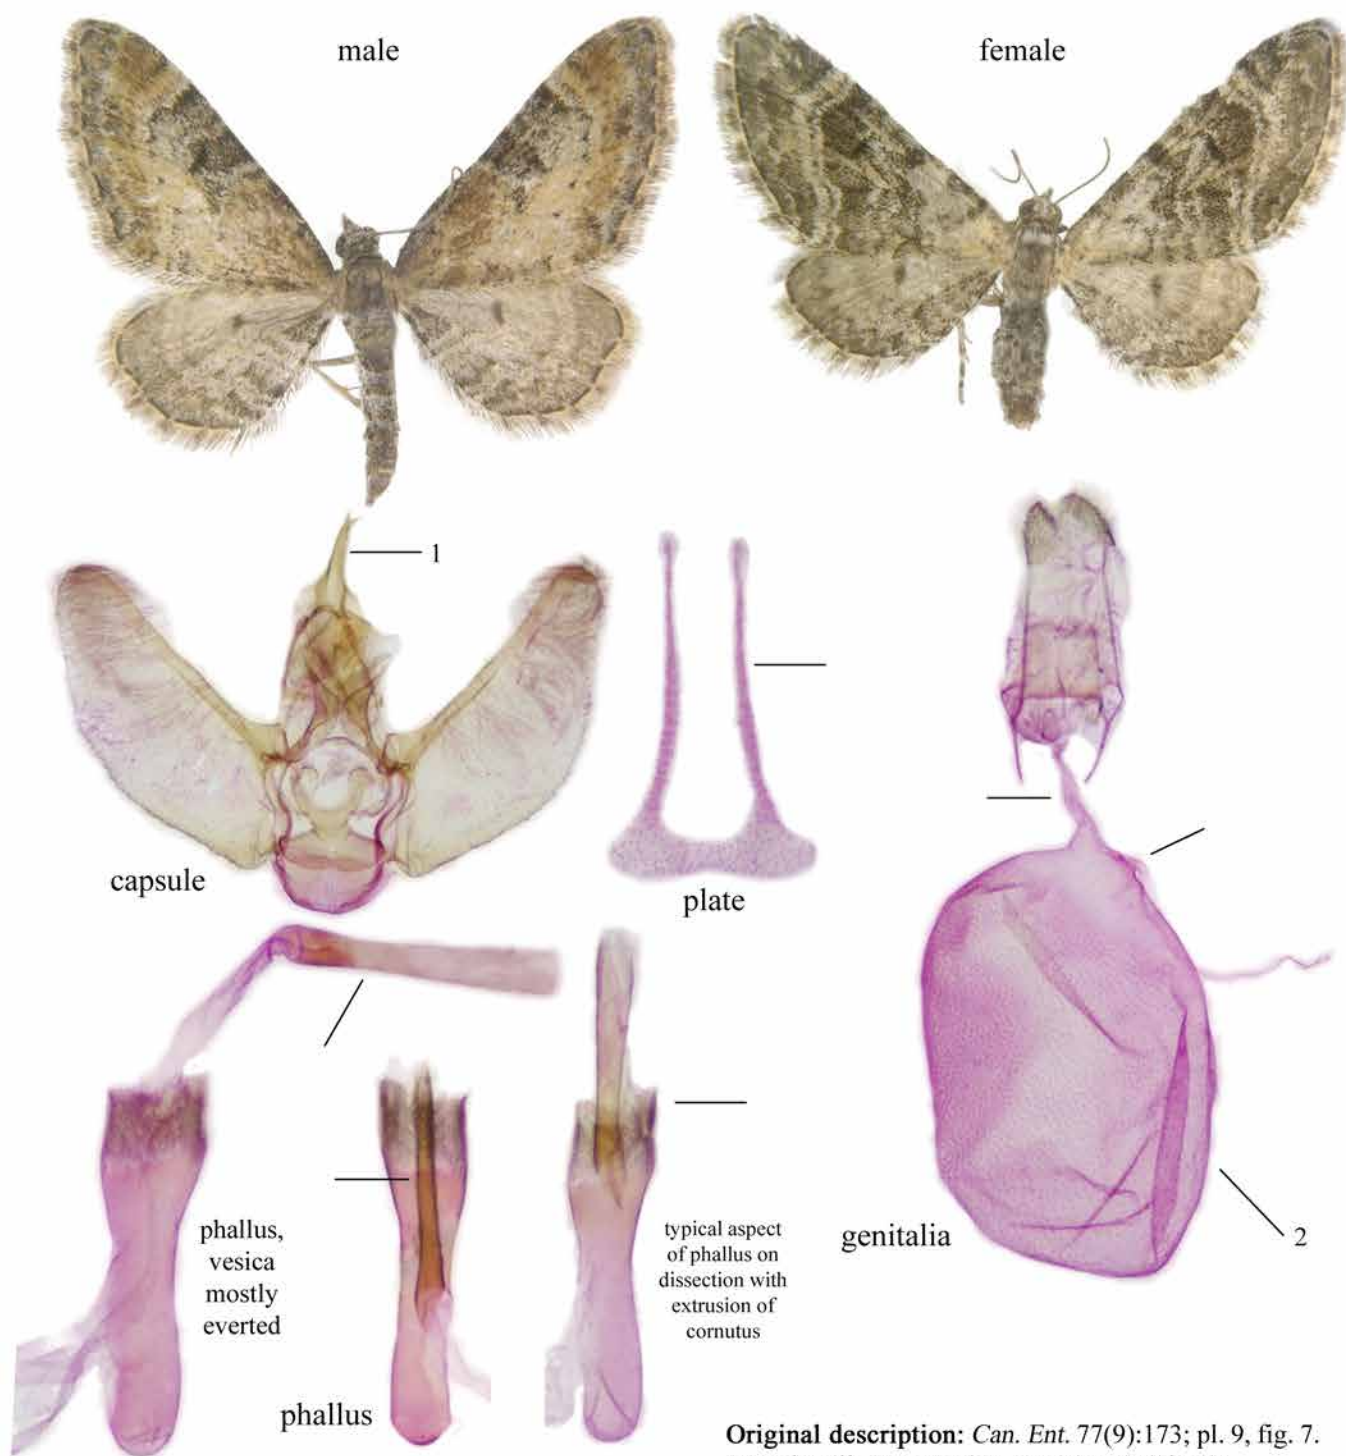 male
female
1
capsule
plate
phallus,
vesica
mostly
everted
typical aspect
of phallus on
dissection with
extrusion of
cornutus
genitalia
2
phallus
Original description: Can. Ent. 77(9):173; pl. 9, fig. 7.